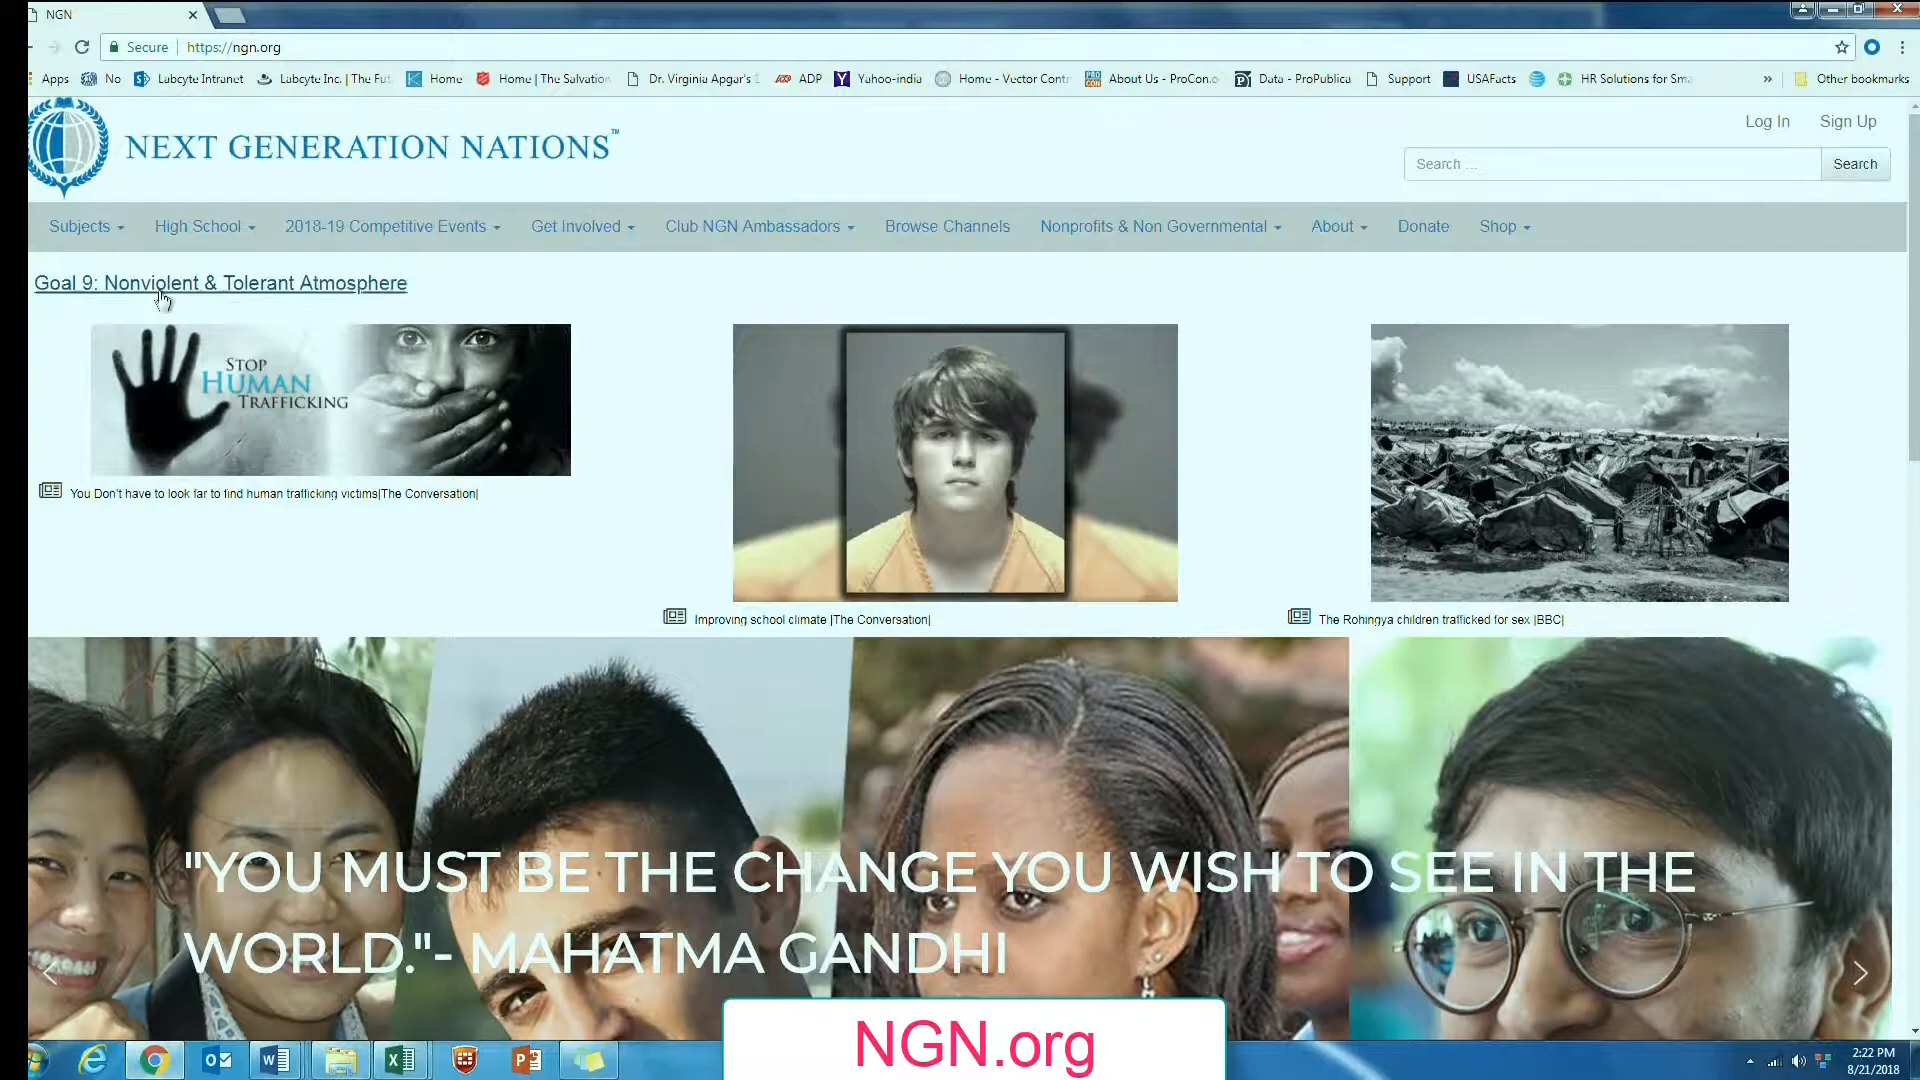 NGN
Secure https://ngn.org
Apps No Labcyte Intranet Labcyte Inc. | The Fut Home Home | The Salvation Dr. Virginia Apgar's ADP Yahoo-india Home - Vector Contr About Us - ProCon.o Data - ProPublica Support USAFacts HR Solutions for Sma » Other bookmarks
NEXT GENERATION NATIONS™
Log In Sign Up
Search ... Search
Subjects High School 2018-19 Competitive Events Get Involved Club NGN Ambassadors Browse Channels Nonprofits & Non Governmental About Donate Shop
Goal 9: Nonviolent & Tolerant Atmosphere
STOP
HUMAN
TRAFFICKING
You Don't have to look far to find human trafficking victims|The Conversation|
Improving school climate |The Conversation|
The Rohingya children trafficked for sex |BBC|
"YOU MUST BE THE CHANGE YOU WISH TO SEE IN THE
WORLD."- MAHATMA GANDHI
NGN.org
2:22 PM
8/21/2018